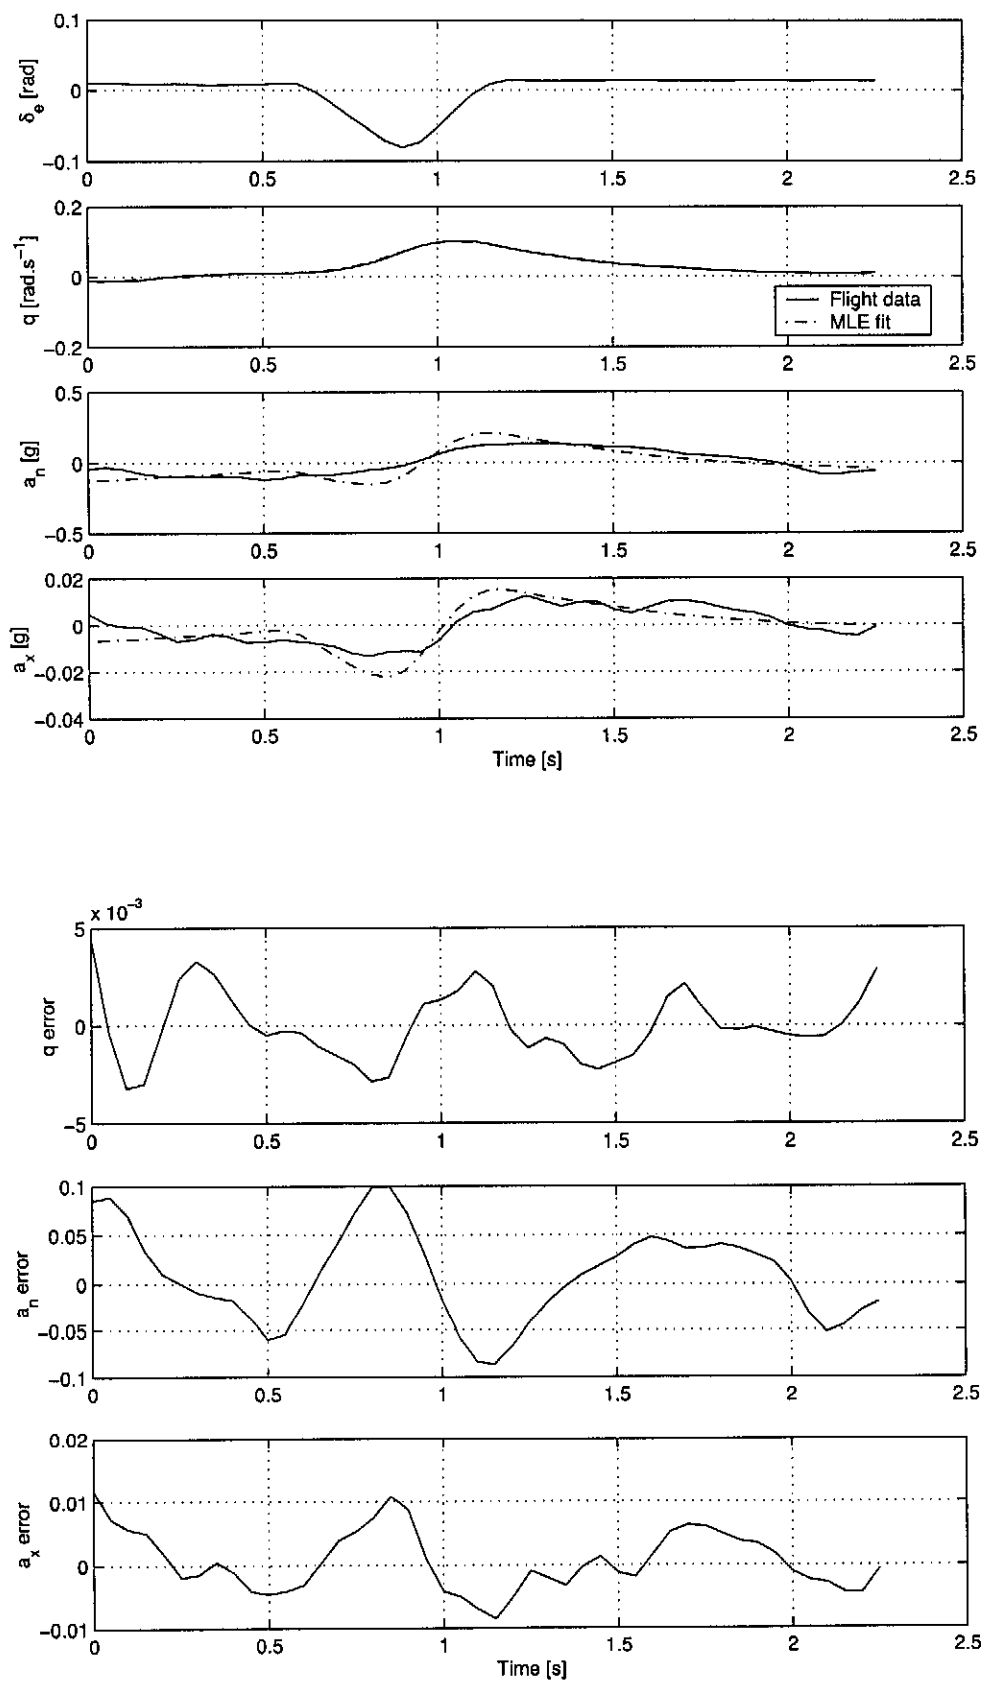 0.1
0
−0.1
δe [rad]
0 0.5 1 1.5 2 2.5
0.2
0
−0.2
q [rad.s−1]
Flight data
MLE fit
0 0.5 1 1.5 2 2.5
0.5
0
−0.5
an [g]
0 0.5 1 1.5 2 2.5
0.02
0
−0.02
−0.04
ax [g]
0 0.5 1 1.5 2 2.5
Time [s]
x 10−3
5
0
−5
q error
0 0.5 1 1.5 2 2.5
0.1
0.05
0
−0.05
−0.1
an error
0 0.5 1 1.5 2 2.5
0.02
0.01
0
−0.01
ax error
0 0.5 1 1.5 2 2.5
Time [s]